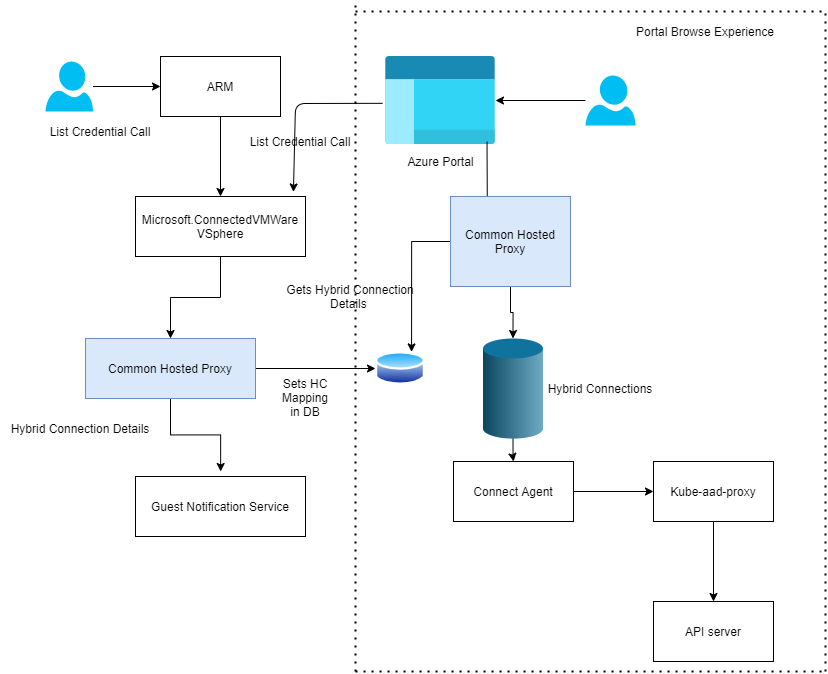 Portal Browse Experience
ARM
List Credential Call
List Credential Call
Azure Portal
Microsoft.ConnectedVMWare
VSphere
Common Hosted
Proxy
Gets Hybrid Connection
Details
Common Hosted Proxy
Sets HC
Mapping
in DB
Hybrid Connections
Hybrid Connection Details
Guest Notification Service
Connect Agent
Kube-aad-proxy
API server